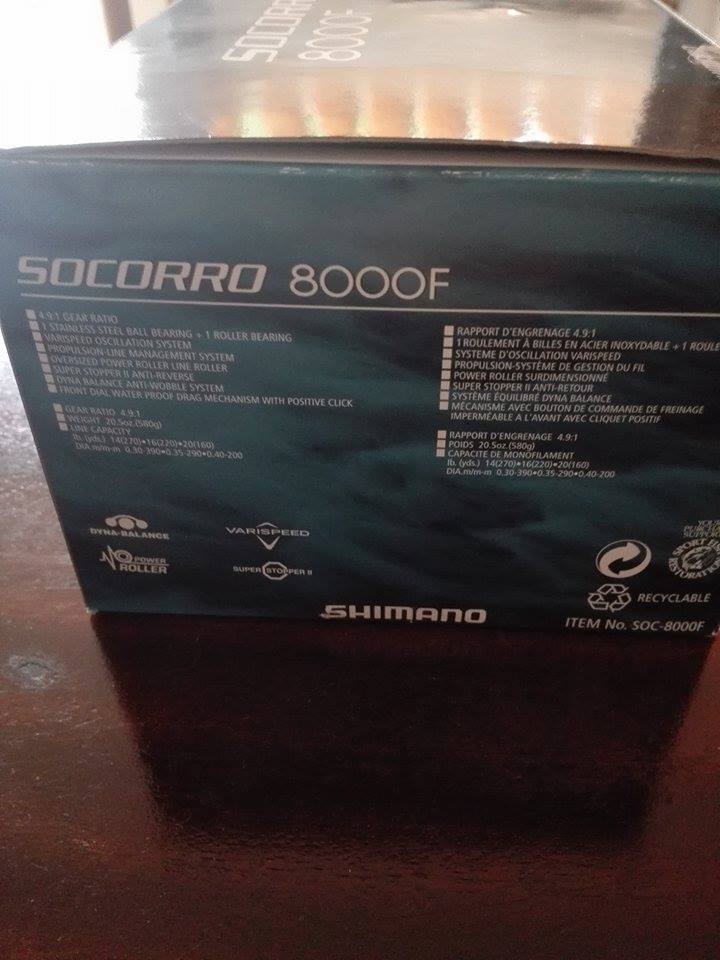 SOCORRO
8000F
SOCORRO 8000F
4.9:1 GEAR RATIO
1 STAINLESS STEEL BALL BEARING + 1 ROLLER BEARING
VARISPEED OSCILLATION SYSTEM
PROPULSION-LINE MANAGEMENT SYSTEM
OVERSIZED POWER ROLLER LINE ROLLER
SUPER STOPPER II ANTI-REVERSE
DYNA BALANCE ANTI-WOBBLE SYSTEM
FRONT DIAL WATER PROOF DRAG MECHANISM WITH POSITIVE CLICK
GEAR RATIO 4.9:1
WEIGHT 20.5oz.(580g)
LINE CAPACITY
lb. (yds.) 14(270)•16(220)•20(160)
DIA.m/m-m 0.30-390•0.35-290•0.40-200
RAPPORT D'ENGRENAGE 4.9:1
1 ROULEMENT À BILLES EN ACIER INOXYDABLE + 1 ROULE
SYSTEME D'OSCILLATION VARISPEED
PROPULSION-SYSTÈME DE GESTION DU FIL
POWER ROLLER SURDIMENSIONNÉ
SUPER STOPPER II ANTI-RETOUR
SYSTÈME ÉQUILIBRÉ DYNA BALANCE
MÉCANISME AVEC BOUTON DE COMMANDE DE FREINAGE
IMPERMÉABLE A L'AVANT AVEC CLIQUET POSITIF
RAPPORT D'ENGRENAGE 4.9:1
POIDS 20.5oz.(580g)
CAPACITE DE MONOFILAMENT
lb. (yds.) 14(270)•16(220)•20(160)
DIA.m/m-m 0.30-390•0.35-290•0.40-200
DYNA-BALANCE
VARISPEED
POWER
ROLLER
SUPER STOPPER II
SHIMANO
RECYCLABLE
ITEM No. SOC-8000F